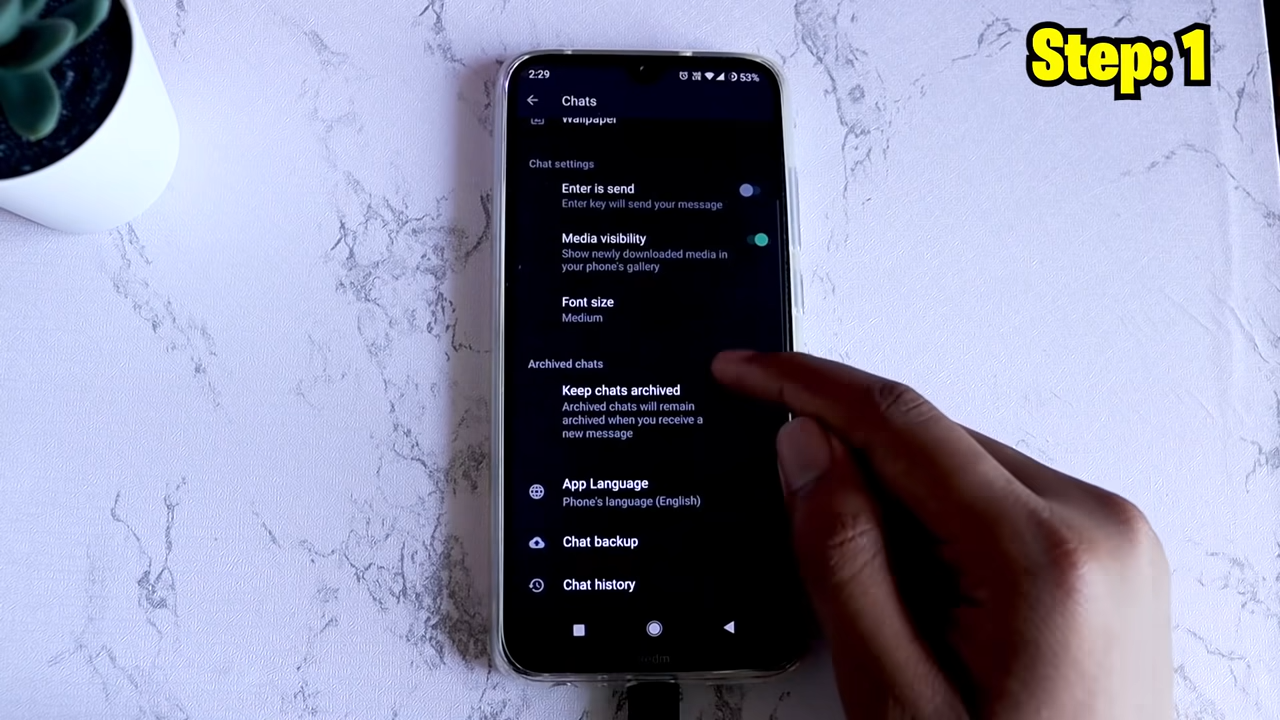 Step: 1
2:29
53%
Chats
Wallpaper
Chat settings
Enter is send
Enter key will send your message
Media visibility
Show newly downloaded media in
your phone's gallery
Font size
Medium
Archived chats
Keep chats archived
Archived chats will remain
archived when you receive a
new message
App Language
Phone's language (English)
Chat backup
Chat history